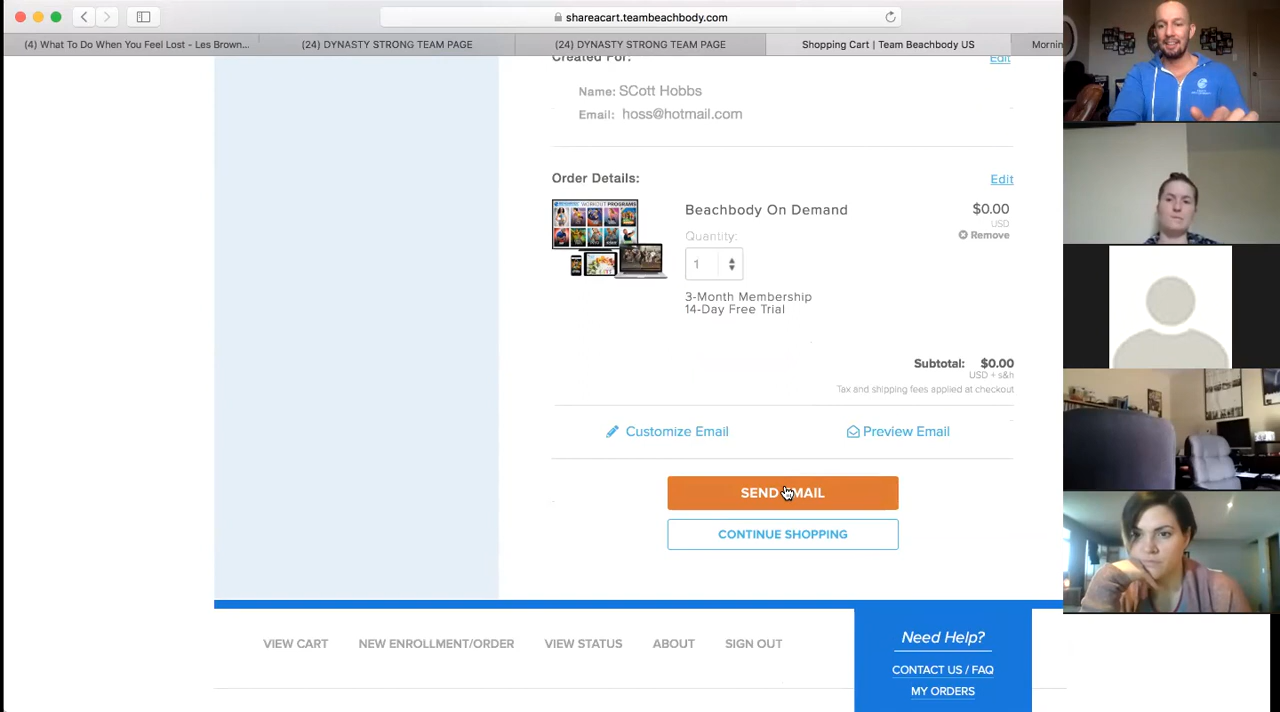 shareacart.teambeachbody.com
(4) What To Do When You Feel Lost - Les Brown...
(24) DYNASTY STRONG TEAM PAGE
(24) DYNASTY STRONG TEAM PAGE
Shopping Cart | Team Beachbody US
Mornin
Created For:
Edit
Name: SCott Hobbs
Email: hoss@hotmail.com
Order Details:
Edit
Beachbody On Demand
$0.00
USD
Quantity:
Remove
1
3-Month Membership
14-Day Free Trial
Subtotal: $0.00
USD + s&h
Tax and shipping fees applied at checkout
Customize Email
Preview Email
SEND EMAIL
CONTINUE SHOPPING
VIEW CART
NEW ENROLLMENT/ORDER
VIEW STATUS
ABOUT
SIGN OUT
Need Help?
CONTACT US / FAQ
MY ORDERS